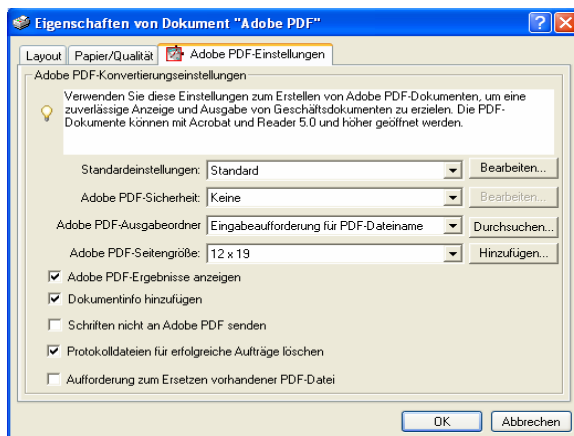 Eigenschaften von Dokument "Adobe PDF"
Layout Papier/Qualität Adobe PDF-Einstellungen
Adobe PDF-Konvertierungseinstellungen
Verwenden Sie diese Einstellungen zum Erstellen von Adobe PDF-Dokumenten, um eine
zuverlässige Anzeige und Ausgabe von Geschäftsdokumenten zu erzielen. Die PDF-
Dokumente können mit Acrobat und Reader 5.0 und höher geöffnet werden.
Standardeinstellungen: Standard Bearbeiten...
Adobe PDF-Sicherheit: Keine Bearbeiten...
Adobe PDF-Ausgabeordner Eingabeaufforderung für PDF-Dateiname Durchsuchen...
Adobe PDF-Seitengröße: 12 x 19 Hinzufügen...
Adobe PDF-Ergebnisse anzeigen
Dokumentinfo hinzufügen
Schriften nicht an Adobe PDF senden
Protokolldateien für erfolgreiche Aufträge löschen
Aufforderung zum Ersetzen vorhandener PDF-Datei
OK Abbrechen